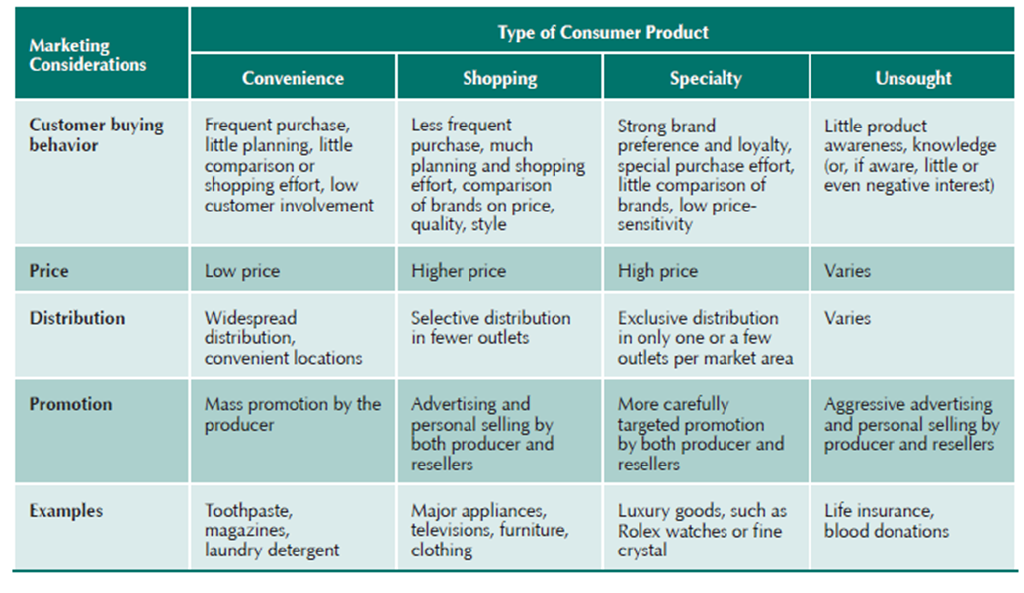 Marketing
Considerations
Type of Consumer Product
Convenience
Shopping
Specialty
Unsought
Customer buying
behavior
Frequent purchase,
little planning, little
comparison or
shopping effort, low
customer involvement
Less frequent
purchase, much
planning and shopping
effort, comparison
of brands on price,
quality, style
Strong brand
preference and loyalty,
special purchase effort,
little comparison of
brands, low price-
sensitivity
Little product
awareness, knowledge
(or, if aware, little or
even negative interest)
Price
Low price
Higher price
High price
Varies
Distribution
Widespread
distribution,
convenient locations
Selective distribution
in fewer outlets
Exclusive distribution
in only one or a few
outlets per market area
Varies
Promotion
Mass promotion by the
producer
Advertising and
personal selling by
both producer and
resellers
More carefully
targeted promotion
by both producer and
resellers
Aggressive advertising
and personal selling by
producer and resellers
Examples
Toothpaste,
magazines,
laundry detergent
Major appliances,
televisions, furniture,
clothing
Luxury goods, such as
Rolex watches or fine
crystal
Life insurance,
blood donations